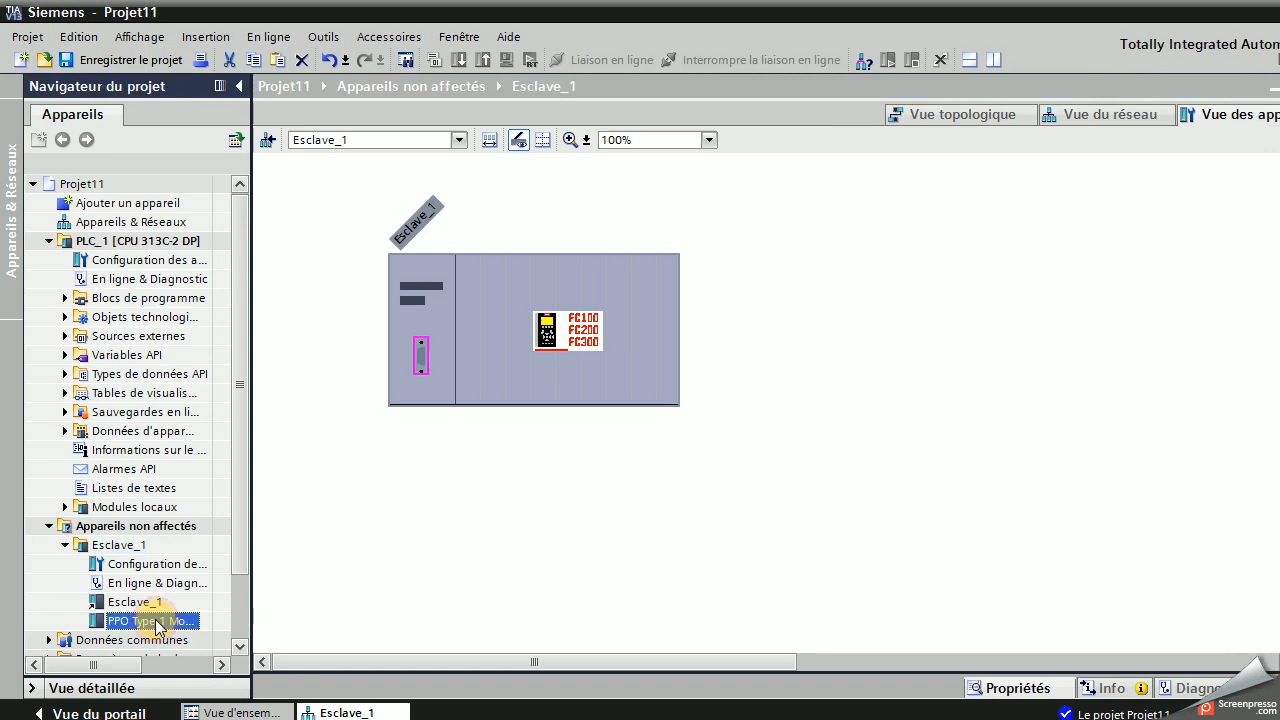 Siemens - Projet11
Projet Edition Affichage Insertion En ligne Outils Accessoires Fenêtre Aide
Totally Integrated Autom
Enregistrer le projet
Liaison en ligne
Interrompre la liaison en ligne
Navigateur du projet
Projet11
Appareils non affectés
Esclave_1
Appareils
Vue topologique
Vue du réseau
Vue des app
Esclave_1
100%
Appareils & Réseaux
Projet11
Ajouter un appareil
Appareils & Réseaux
PLC_1 [CPU 313C-2 DP]
Configuration des a...
En ligne & Diagnostic
Blocs de programme
Objets technologi...
Sources externes
Variables API
Types de données API
Tables de visualis...
Sauvegardes en li...
Données d'appar...
Informations sur le ...
Alarmes API
Listes de textes
Modules locaux
Appareils non affectés
Esclave_1
Configuration de...
En ligne & Diagn...
Esclave_1
PPO Type 1 Mo...
Données communes
Esclave_1
FC100
FC200
FC300
Vue détaillée
Propriétés
Info
Diagno
Vue du portail
Vue d'ensem...
Esclave_1
Le projet Projet11
Screenpresso
.com